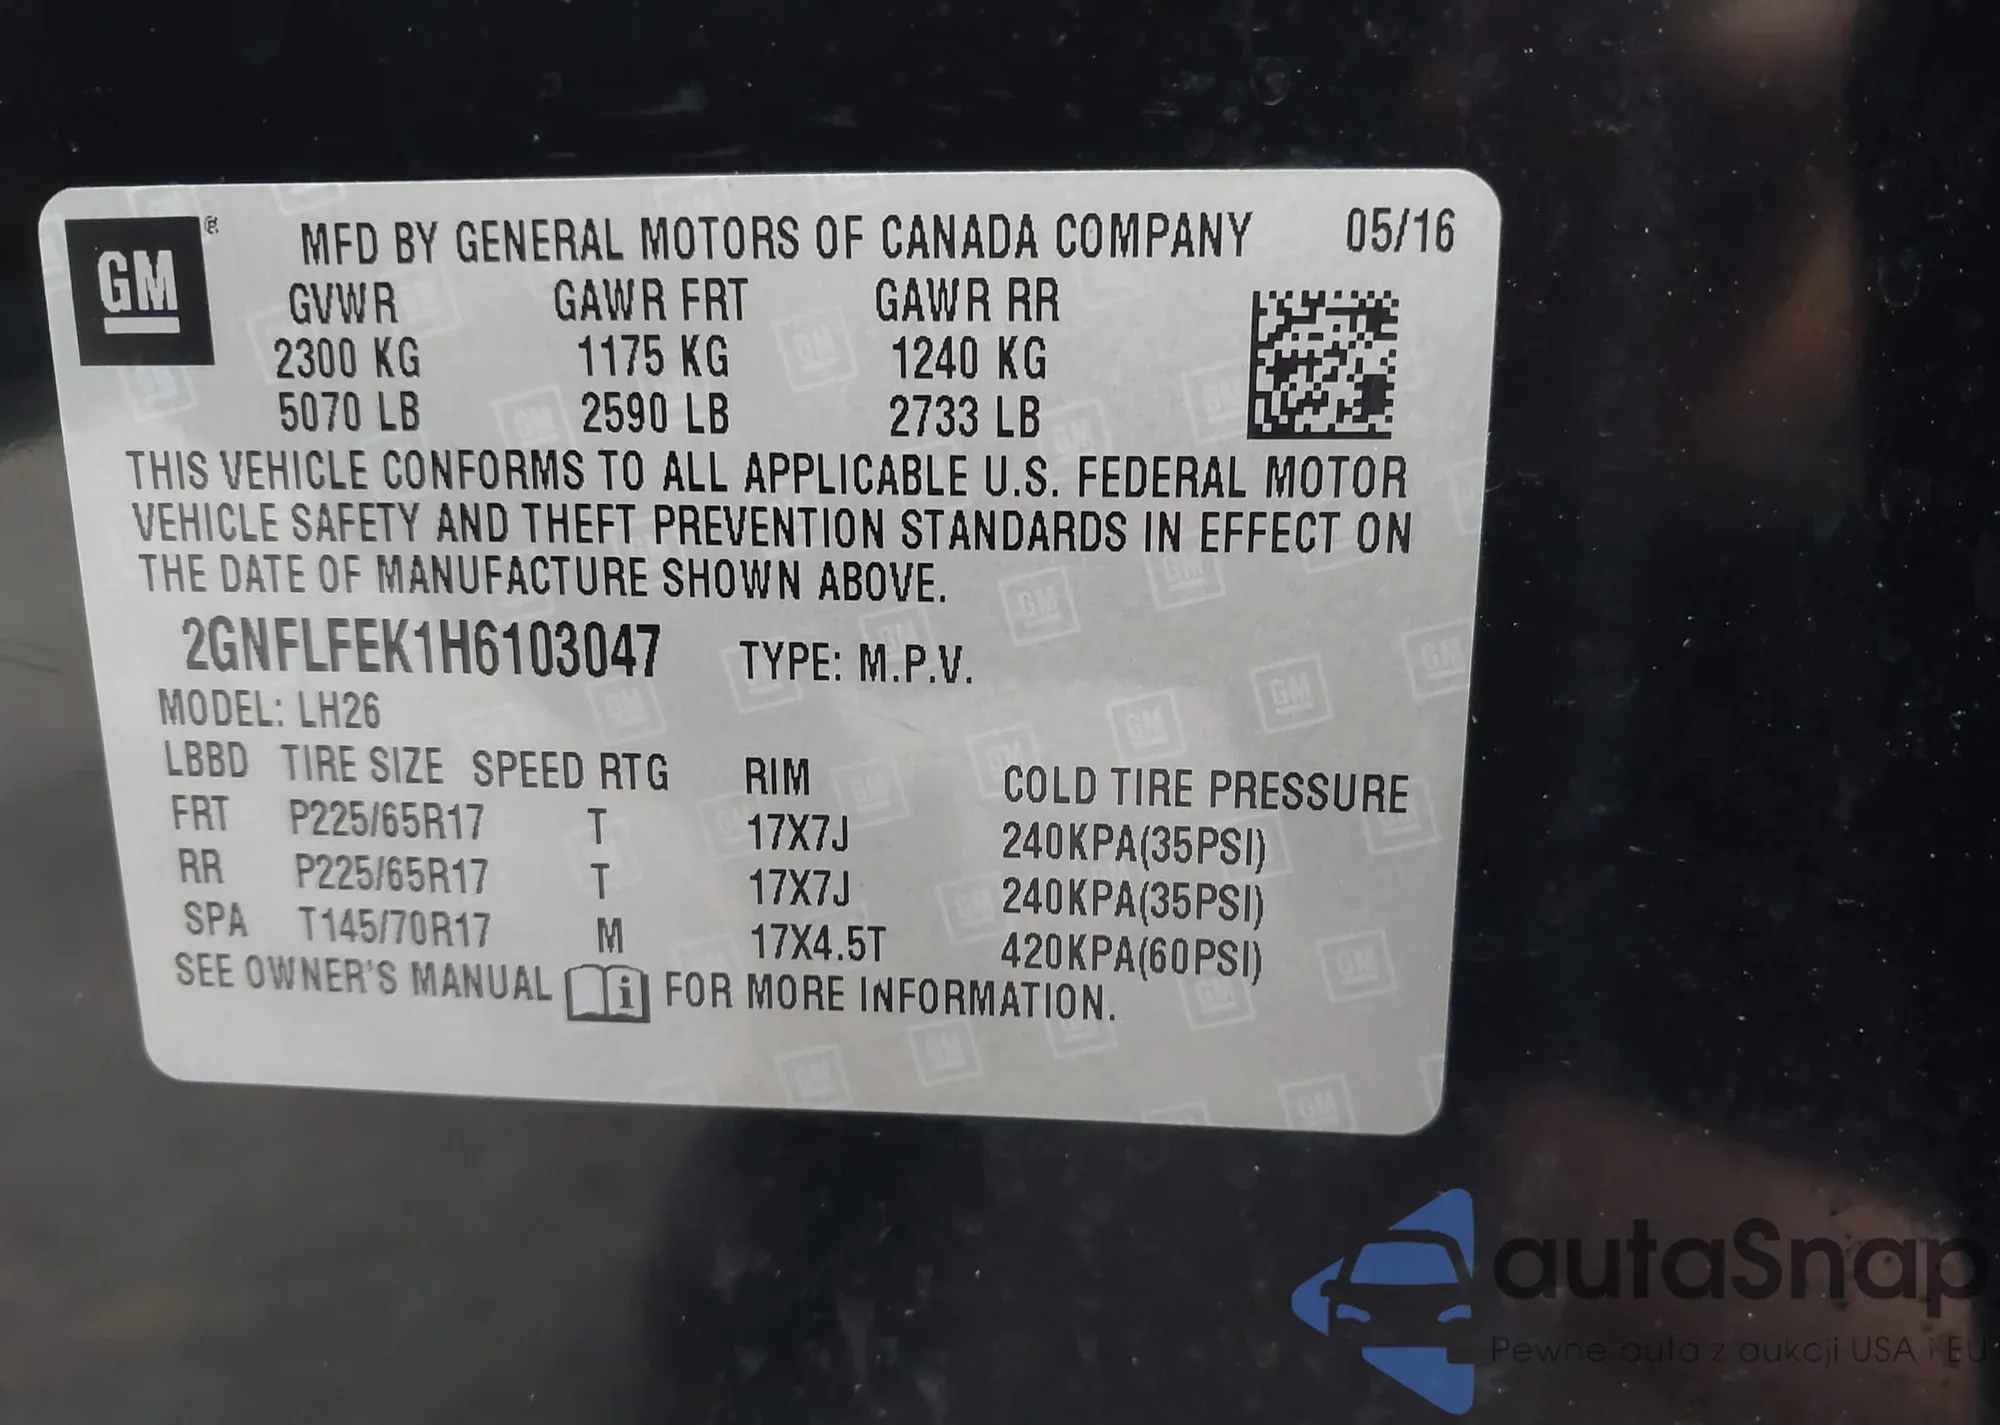 GM ® MFD BY GENERAL MOTORS OF CANADA COMPANY 05/16
GVWR GAWR FRT GAWR RR
2300 KG 1175 KG 1240 KG
5070 LB 2590 LB 2733 LB
THIS VEHICLE CONFORMS TO ALL APPLICABLE U.S. FEDERAL MOTOR
VEHICLE SAFETY AND THEFT PREVENTION STANDARDS IN EFFECT ON
THE DATE OF MANUFACTURE SHOWN ABOVE.
2GNFLFEK1H6103047 TYPE: M.P.V.
MODEL: LH26
LBBD TIRE SIZE SPEED RTG RIM COLD TIRE PRESSURE
FRT P225/65R17 T 17X7J 240KPA(35PSI)
RR P225/65R17 T 17X7J 240KPA(35PSI)
SPA T145/70R17 M 17X4.5T 420KPA(60PSI)
SEE OWNER'S MANUAL i FOR MORE INFORMATION.
autaSnap
Pewne auta z aukcji USA i EU